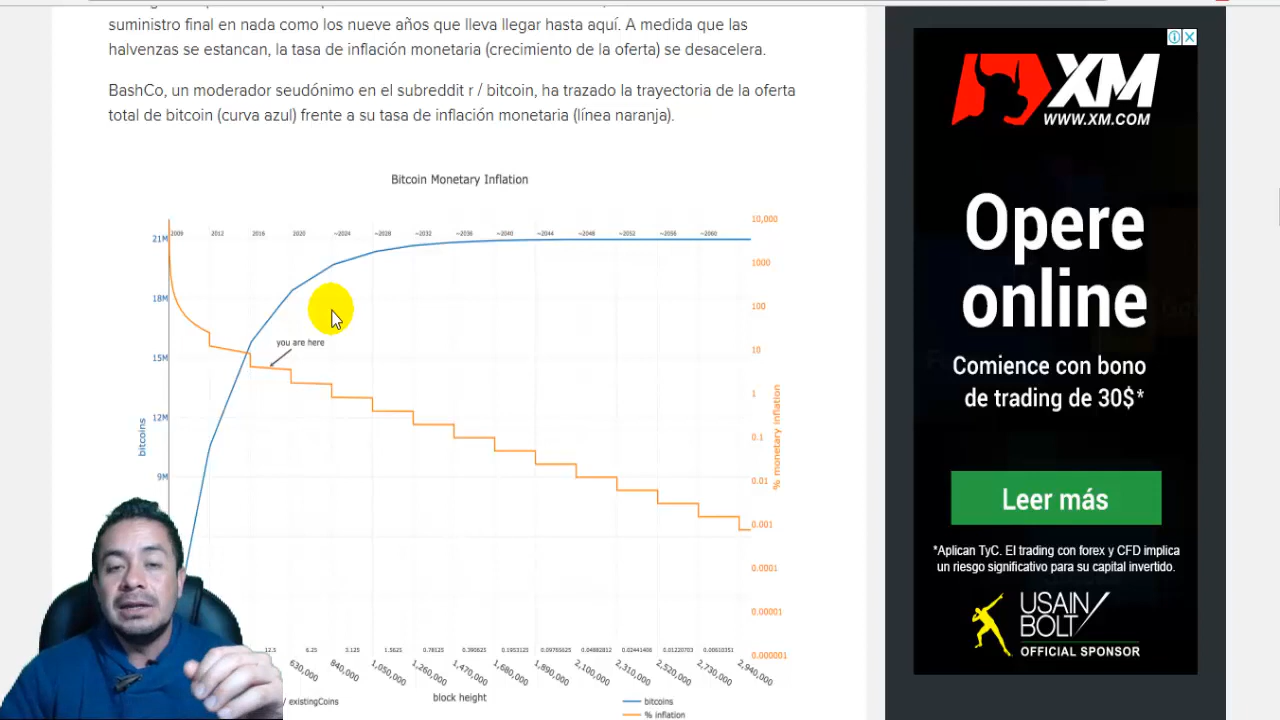 suministro final en nada como los nueve años que lleva llegar hasta aquí. A medida que las
halvenzas se estancan, la tasa de inflación monetaria (crecimiento de la oferta) se desacelera.
BashCo, un moderador seudónimo en el subreddit r / bitcoin, ha trazado la trayectoria de la oferta
total de bitcoin (curva azul) frente a su tasa de inflación monetaria (línea naranja).
Bitcoin Monetary Inflation
2009 2012 2016 2020 ~2024 ~2028 ~2032 ~2036 ~2040 ~2044 ~2048 ~2052 ~2056 ~2060
21M
18M
15M
12M
9M
bitcoins
you are here
10,000
1000
100
10
1
0.1
0.01
0.001
0.0001
0.00001
0.000001
% monetary inflation
12.5 6.25 3.125 1.5625 0.78125 0.390625 0.1953125 0.09765625 0.04882812 0.02441406 0.01220703 0.00610351
630,000 840,000 1,050,000 1,260,000 1,470,000 1,680,000 1,890,000 2,100,000 2,310,000 2,520,000 2,730,000 2,940,000
block height
/ existingCoins
bitcoins
% inflation
XM
WWW.XM.COM
Opere
online
Comience con bono
de trading de 30$*
Leer más
*Aplican TyC. El trading con forex y CFD implica
un riesgo significativo para su capital invertido.
USAIN
BOLT
OFFICIAL SPONSOR